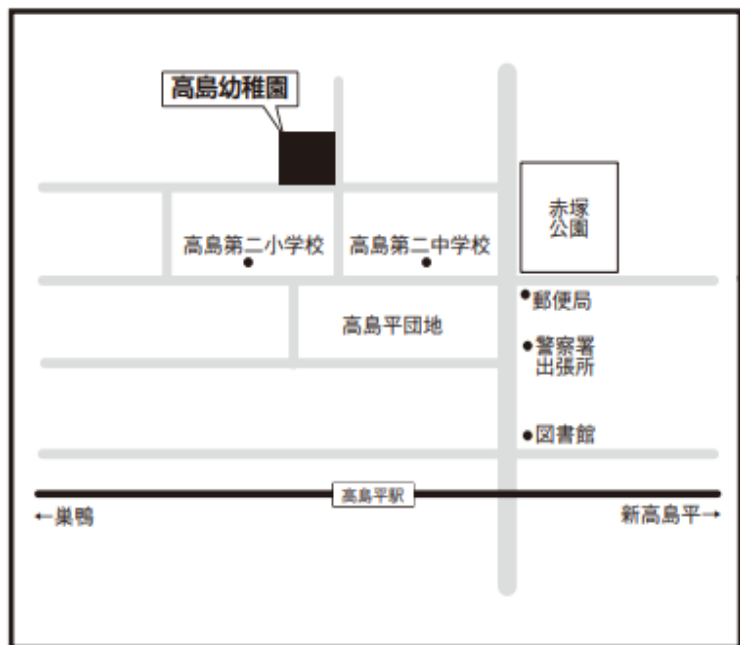 高島幼稚園
赤塚
公園
高島第二小学校
高島第二中学校
郵便局
高島平団地
警察署
出張所
図書館
高島平駅
←巣鴨
新高島平→